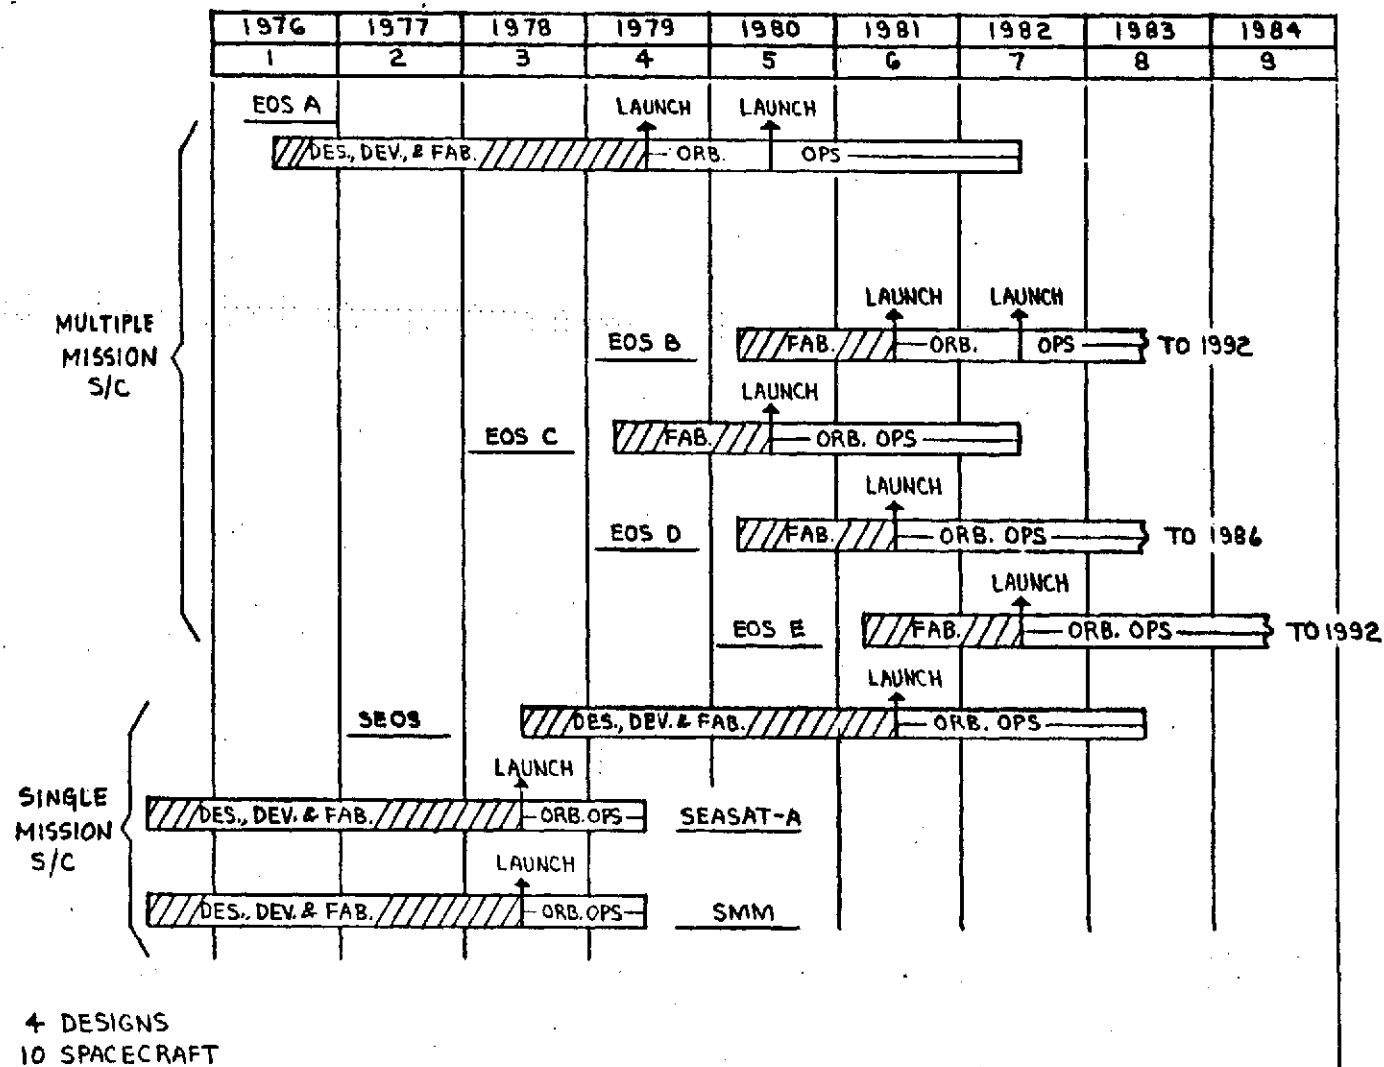 1976 1977 1978 1979 1980 1981 1982 1983 1984
1 2 3 4 5 6 7 8 9
EOS A LAUNCH LAUNCH
DES., DEV., & FAB. ORB. OPS
LAUNCH LAUNCH
MULTIPLE
MISSION
S/C
EOS B FAB. ORB. OPS TO 1992
LAUNCH
EOS C FAB. ORB. OPS
LAUNCH
EOS D FAB. ORB. OPS TO 1986
LAUNCH
EOS E FAB. ORB. OPS TO 1992
LAUNCH
SEOS DES., DEV. & FAB. ORB. OPS
LAUNCH
SINGLE
MISSION
S/C
DES., DEV. & FAB. ORB. OPS SEASAT-A
LAUNCH
DES., DEV. & FAB. ORB. OPS SMM
4 DESIGNS
10 SPACECRAFT